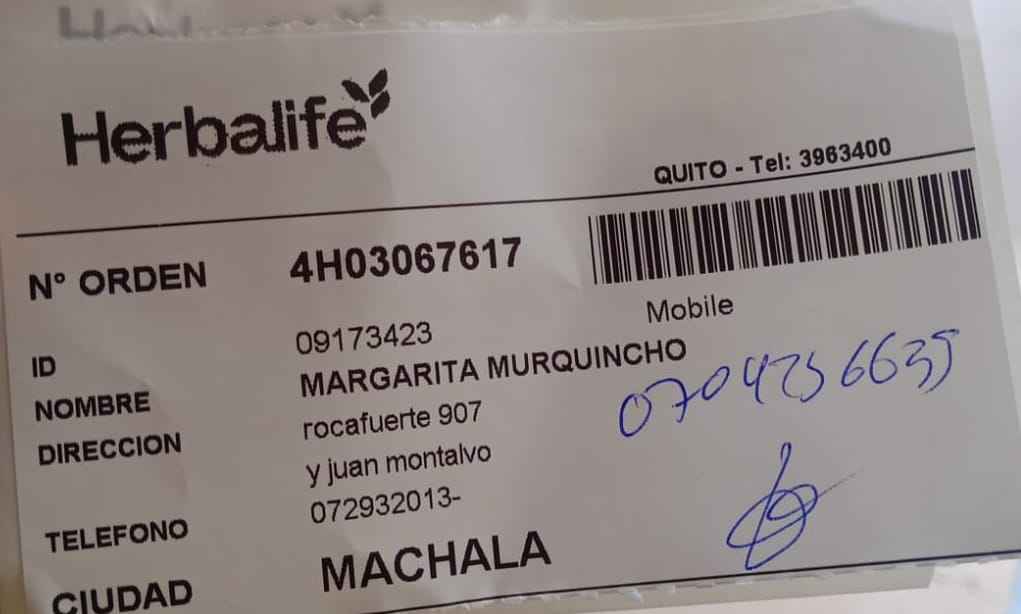 Herbalife
QUITO - Tel: 3963400
N° ORDEN 4H03067617
Mobile
ID 09173423
NOMBRE MARGARITA MURQUINCHO
DIRECCION rocafuerte 907
y juan montalvo
TELEFONO 072932013-
CIUDAD MACHALA